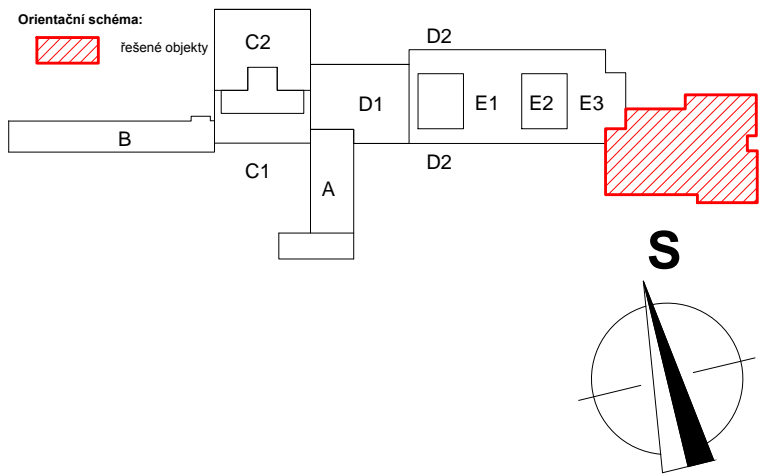 Orientační schéma:
řešené objekty
C2
D2
D1
E1
E2
E3
B
C1
A
D2
S